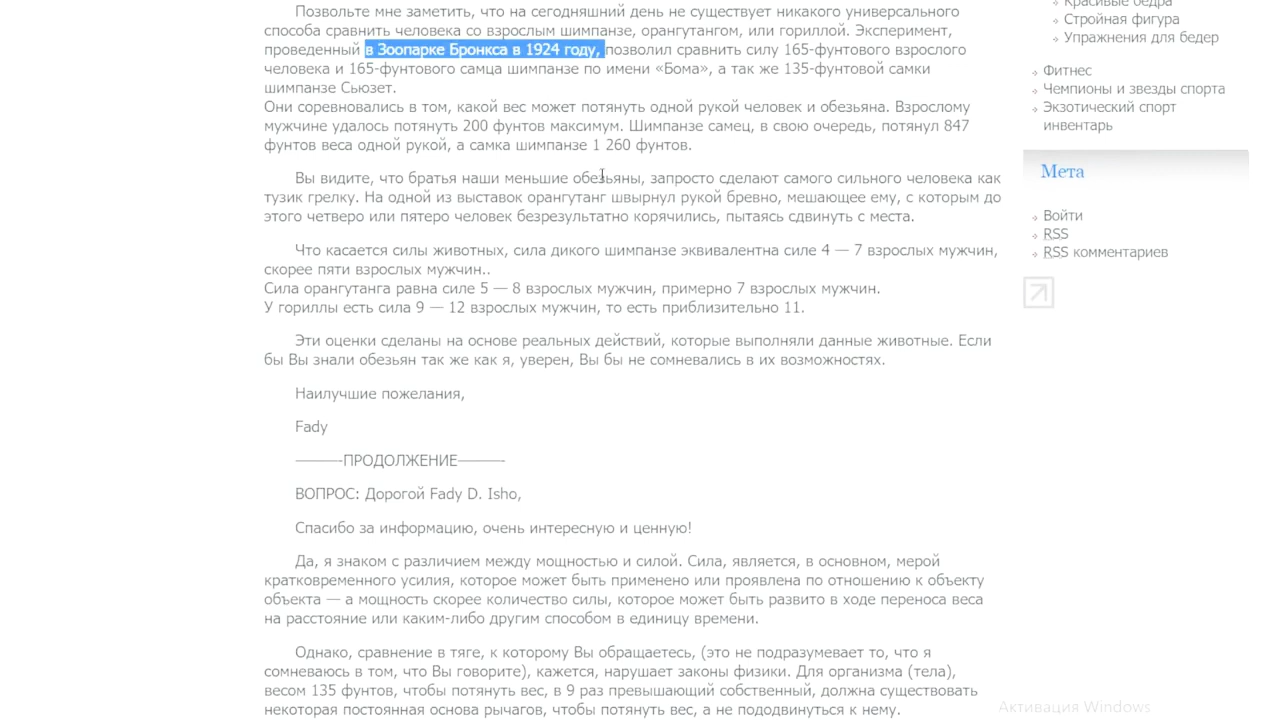 Позвольте мне заметить, что на сегодняшний день не существует никакого универсального
способа сравнить человека со взрослым шимпанзе, орангутангом, или гориллой. Эксперимент,
проведенный в Зоопарке Бронкса в 1924 году, позволил сравнить силу 165-фунтового взрослого
человека и 165-фунтового самца шимпанзе по имени «Бома», а так же 135-фунтовой самки
шимпанзе Сьюзет.
Они соревновались в том, какой вес может потянуть одной рукой человек и обезьяна. Взрослому
мужчине удалось потянуть 200 фунтов максимум. Шимпанзе самец, в свою очередь, потянул 847
фунтов веса одной рукой, а самка шимпанзе 1 260 фунтов.
Вы видите, что братья наши меньшие обезьяны, запросто сделают самого сильного человека как
тузик грелку. На одной из выставок орангутанг швырнул рукой бревно, мешающее ему, с которым до
этого четверо или пятеро человек безрезультатно корячились, пытаясь сдвинуть с места.
Что касается силы животных, сила дикого шимпанзе эквивалентна силе 4 — 7 взрослых мужчин,
скорее пяти взрослых мужчин..
Сила орангутанга равна силе 5 — 8 взрослых мужчин, примерно 7 взрослых мужчин.
У гориллы есть сила 9 — 12 взрослых мужчин, то есть приблизительно 11.
Эти оценки сделаны на основе реальных действий, которые выполняли данные животные. Если
бы Вы знали обезьян так же как я, уверен, Вы бы не сомневались в их возможностях.
Наилучшие пожелания,
Fady
———-ПРОДОЛЖЕНИЕ———-
ВОПРОС: Дорогой Fady D. Isho,
Спасибо за информацию, очень интересную и ценную!
Да, я знаком с различием между мощностью и силой. Сила, является, в основном, мерой
кратковременного усилия, которое может быть применено или проявлена по отношению к объекту
объекта — а мощность скорее количество силы, которое может быть развито в ходе переноса веса
на расстояние или каким-либо другим способом в единицу времени.
Однако, сравнение в тяге, к которому Вы обращаетесь, (это не подразумевает то, что я
сомневаюсь в том, что Вы говорите), кажется, нарушает законы физики. Для организма (тела),
весом 135 фунтов, чтобы потянуть вес, в 9 раз превышающий собственный, должна существовать
некоторая постоянная основа рычагов, чтобы потянуть вес, а не пододвинуться к нему.
Красивые бедра
Стройная фигура
Упражнения для бедер
Фитнес
Чемпионы и звезды спорта
Экзотический спорт
инвентарь
Мета
Войти
RSS
RSS комментариев
Активация Windows